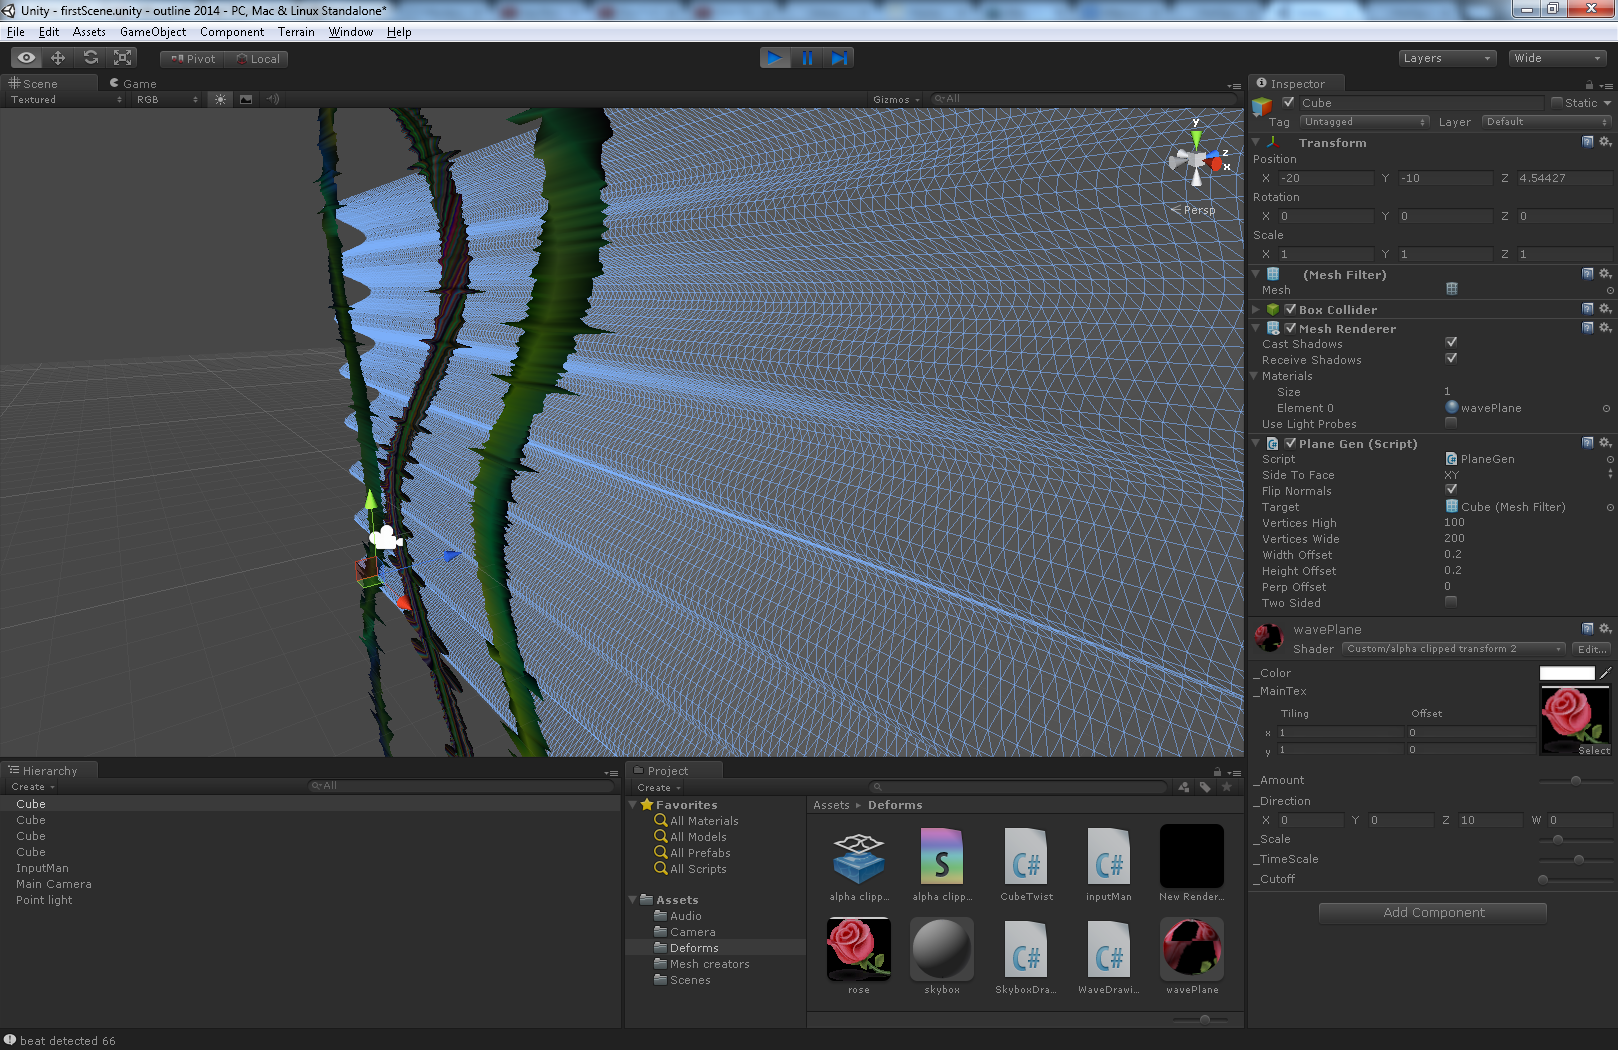 Unity - firstScene.unity - outline 2014 - PC, Mac & Linux Standalone*
File Edit Assets GameObject Component Terrain Window Help
Pivot Local Layers Wide
Scene Game
Textured RGB Gizmos All
y
z
x
Persp
Inspector
Cube Static
Tag Untagged Layer Default
Transform
Position
X -20 Y -10 Z 4.54427
Rotation
X 0 Y 0 Z 0
Scale
X 1 Y 1 Z 1
(Mesh Filter)
Mesh
Box Collider
Mesh Renderer
Cast Shadows
Receive Shadows
Materials
Size 1
Element 0 wavePlane
Use Light Probes
Plane Gen (Script)
Script PlaneGen
Side To Face XY
Flip Normals
Target Cube (Mesh Filter)
Vertices High 100
Vertices Wide 200
Width Offset 0.2
Height Offset 0.2
Perp Offset 0
Two Sided
wavePlane
Shader Custom/alpha clipped transform 2 Edit...
_Color
_MainTex
Tiling Offset
x 1 0
y 1 0
Select
_Amount
_Direction
X 0 Y 0 Z 10 W 0
_Scale
_TimeScale
_Cutoff
Add Component
Hierarchy
Create All
Cube
Cube
Cube
Cube
InputMan
Main Camera
Point light
Project
Create
Favorites
All Materials
All Models
All Prefabs
All Scripts
Assets
Audio
Camera
Deforms
Mesh creators
Scenes
Assets Deforms
S C# C#
alpha clipp... alpha clipp... CubeTwist inputMan New Render...
C# C#
rose skybox SkyboxDra... WaveDrawi... wavePlane
beat detected 66